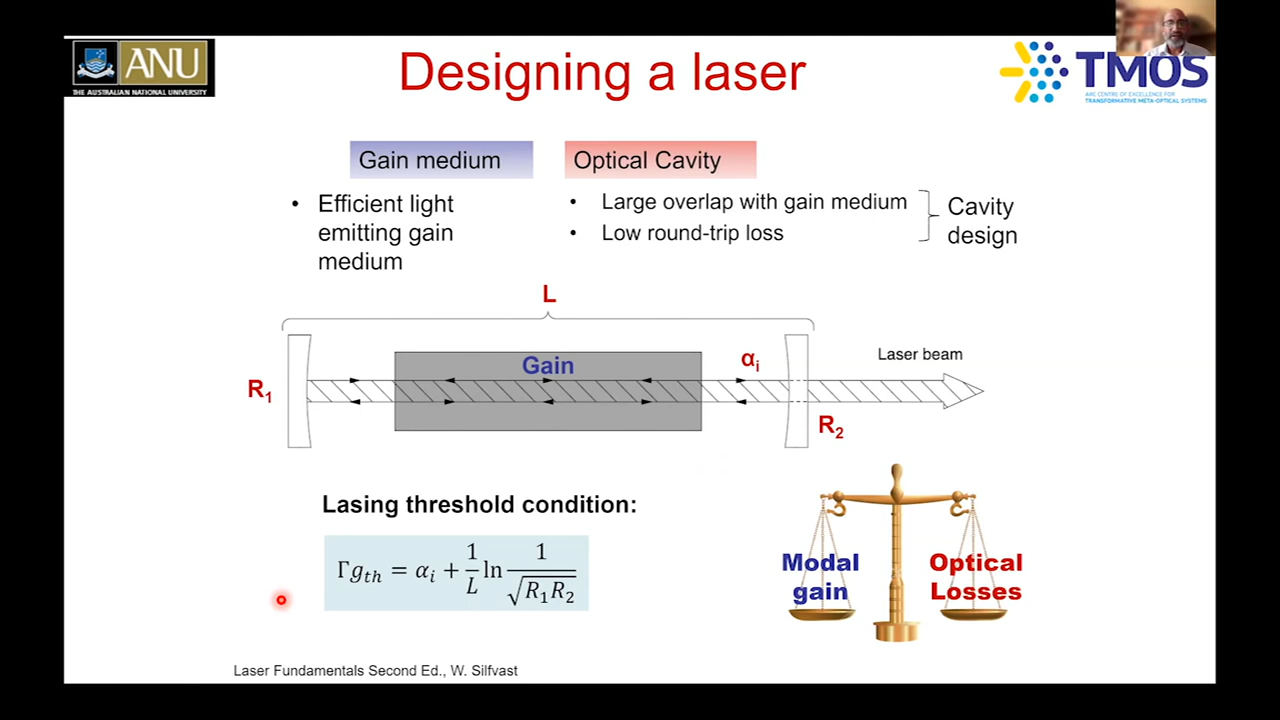 ANU
THE AUSTRALIAN NATIONAL UNIVERSITY
Designing a laser
TMOS
ARC CENTRE OF EXCELLENCE FOR
TRANSFORMATIVE META-OPTICAL SYSTEMS
Gain medium
• Efficient light
emitting gain
medium
Optical Cavity
• Large overlap with gain medium
• Low round-trip loss
Cavity
design
L
R₁
Gain
αᵢ
R₂
Laser beam
Lasing threshold condition:
Γg_th = α_i + 1/L ln 1/√(R₁R₂)
Modal
gain
Optical
Losses
Laser Fundamentals Second Ed., W. Silfvast